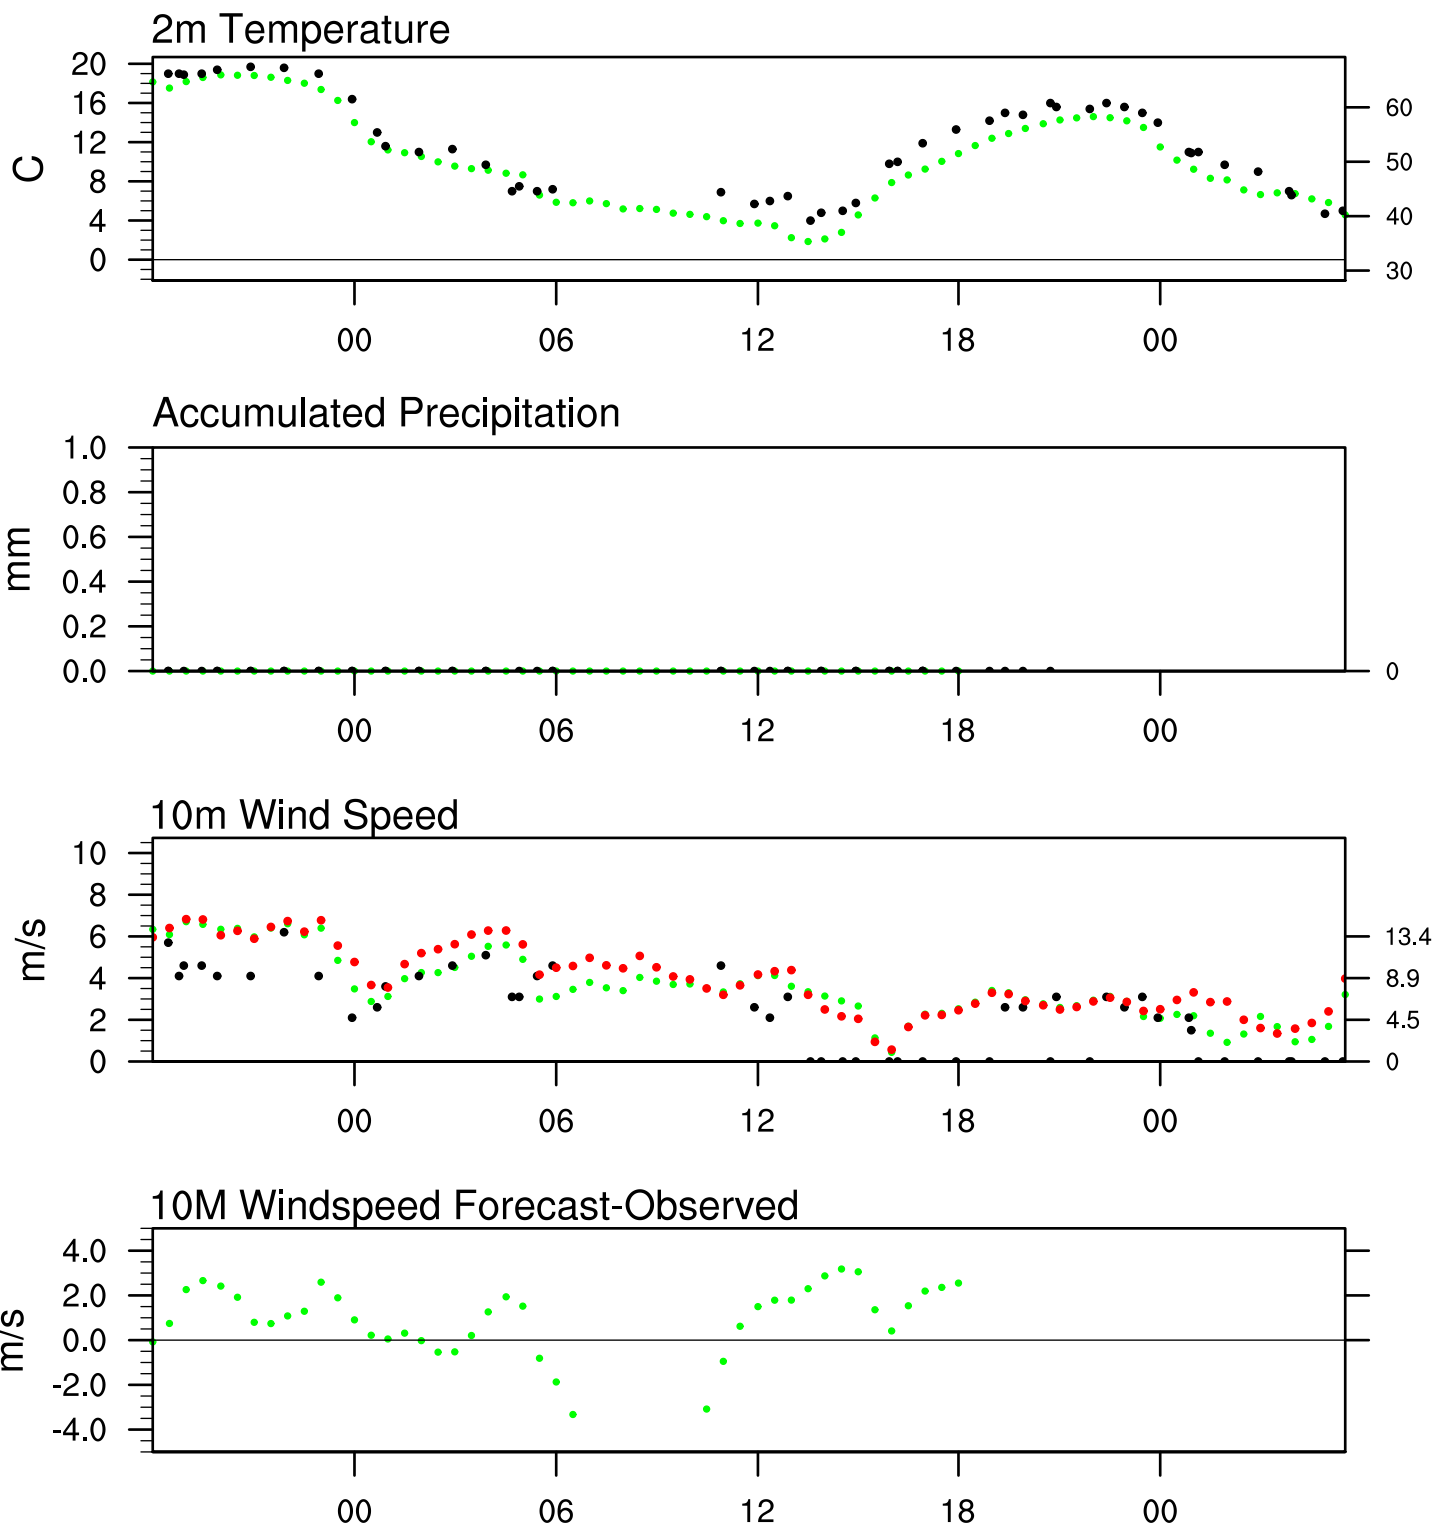 2m Temperature
C
20
16
12
8
4
0
60
50
40
30
00 06 12 18 00
Accumulated Precipitation
mm
1.0
0.8
0.6
0.4
0.2
0.0
0
00 06 12 18 00
10m Wind Speed
m/s
10
8
6
4
2
0
13.4
8.9
4.5
0
00 06 12 18 00
10M Windspeed Forecast-Observed
m/s
4.0
2.0
0.0
-2.0
-4.0
00 06 12 18 00